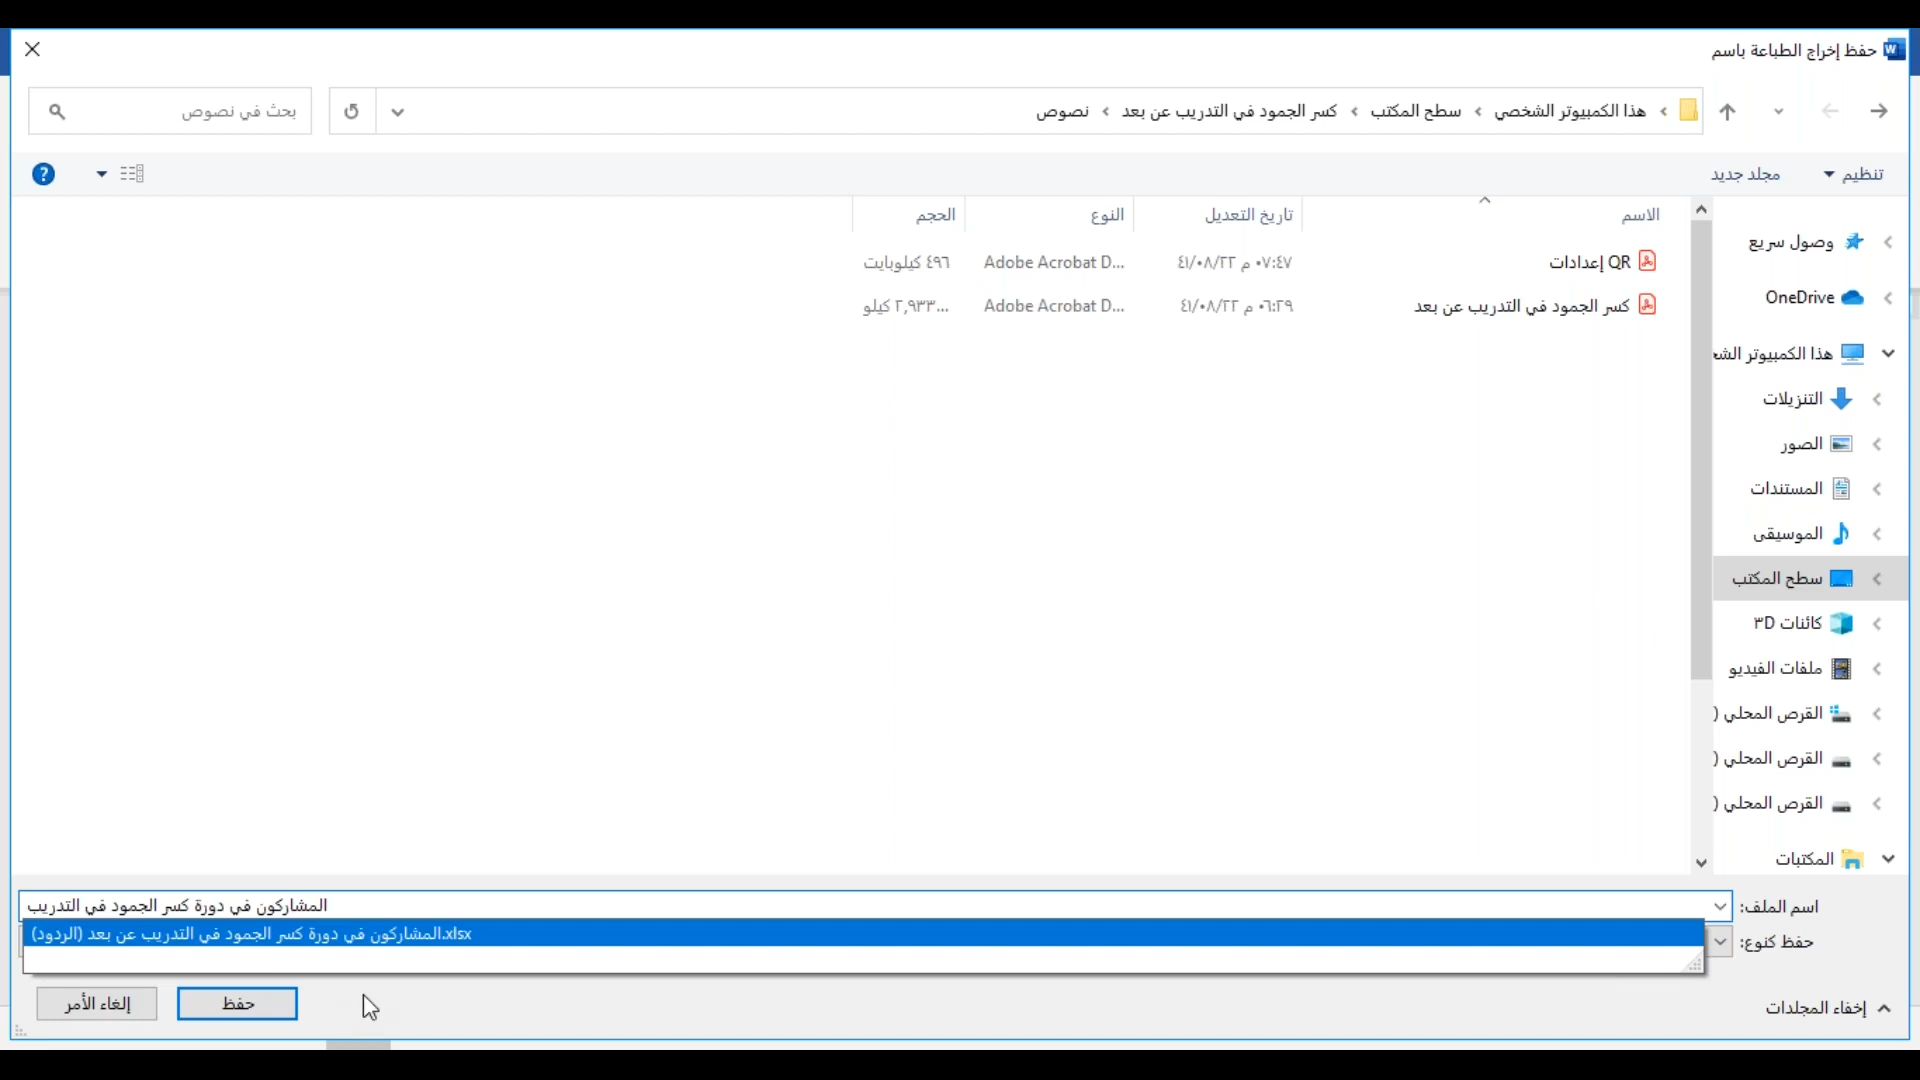 حفظ إخراج الطباعة باسم
هذا الكمبيوتر الشخصي › سطح المكتب › كسر الجمود في التدريب عن بعد › نصوص
بحث في نصوص
تنظيم
مجلد جديد
?
الاسم تاريخ التعديل النوع الحجم
إعدادات QR ٠٧:٤٧ م ٤١/٠٨/٢٢ Adobe Acrobat D... ٤٩٦ كيلوبايت
كسر الجمود في التدريب عن بعد ٠٦:٢٩ م ٤١/٠٨/٢٢ Adobe Acrobat D... ٢,٩٣٣ كيلو...
وصول سريع
OneDrive
هذا الكمبيوتر الشخ
التنزيلات
الصور
المستندات
الموسيقى
سطح المكتب
كائنات ٣D
ملفات الفيديو
القرص المحلي (
القرص المحلي (
القرص المحلي (
المكتبات
اسم الملف: المشاركون في دورة كسر الجمود في التدريب
المشاركون في دورة كسر الجمود في التدريب عن بعد (الردود).xlsx
حفظ كنوع:
إخفاء المجلدات
حفظ
إلغاء الأمر